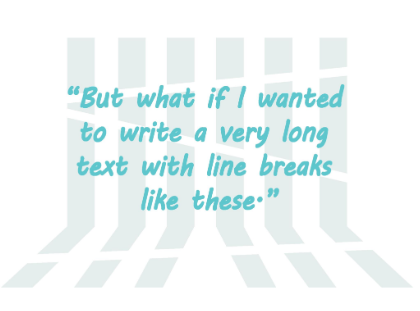 “But what if I wanted
to write a very long
text with line breaks
like these.”